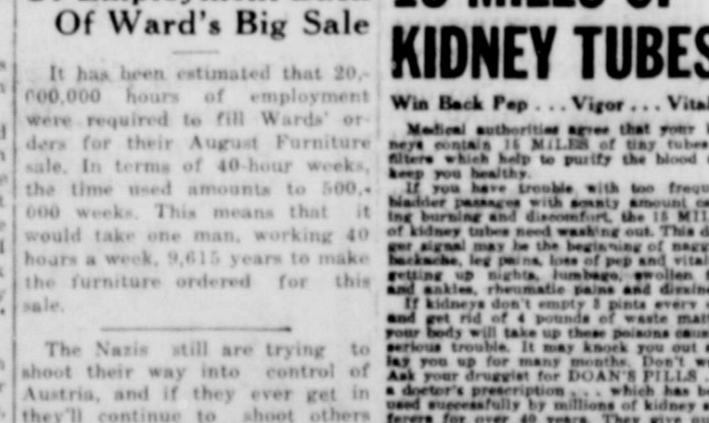 Of Employment Back
Of Ward's Big Sale
It has been estimated that 20,-
000,000 hours of employment
were required to fill Wards' or-
ders for their August Furniture
sale. In terms of 40-hour weeks,
the time used amounts to 500,-
000 weeks. This means that it
would take one man, working 40
hours a week, 9,615 years to make
the furniture ordered for this
sale.
The Nazis still are trying to
shoot their way into control of
Austria, and if they ever get in
they'll continue to shoot others
15 MILES OF
KIDNEY TUBES
Win Back Pep . . . Vigor . . . Vital
Medical authorities agree that your
neys contain 15 MILES of tiny tubes
filters which help to purify the blood
keep you healthy.
If you have trouble with too frequ
bladder passages with scanty amount
ing burning and discomfort, the 15 MIL
of kidney tubes need washing out. This d
ger signal may be the beginning of nagg
backache, leg pains, loss of pep and vital
getting up nights, lumbago, swollen f
and ankles, rheumatic pains and dizzine
If kidneys don't empty 3 pints every
and get rid of 4 pounds of waste matt
your body will take up these poisons caus
serious trouble. It may knock you out
lay you up for many months. Don't w
Ask your druggist for DOAN'S PILLS .
a doctor's prescription . . . which has be
used successfully by millions of kidney s
ferers for over 40 years. They give qu